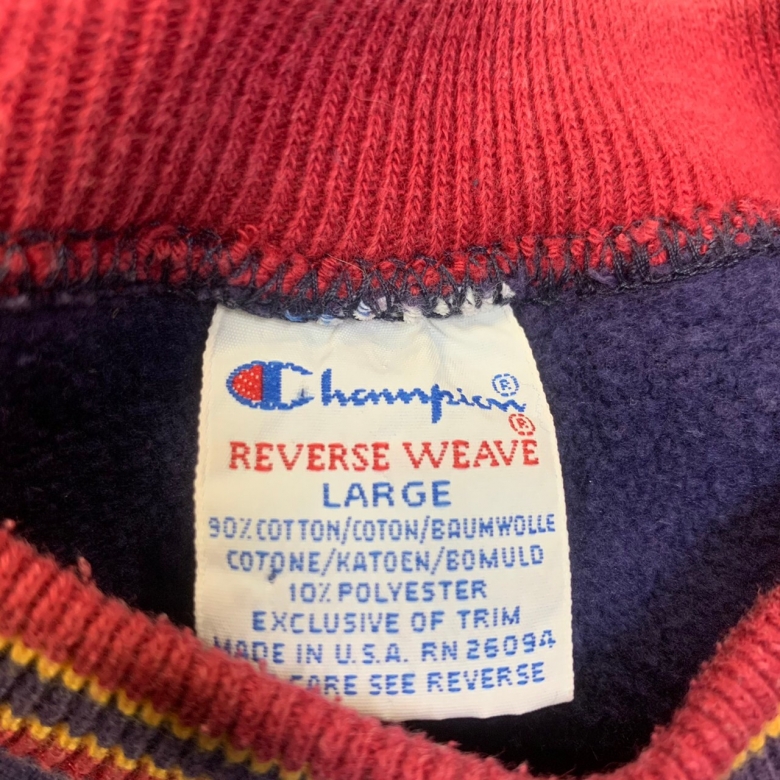 Champion®
REVERSE WEAVE®
LARGE
90% COTTON/COTON/BAUMWOLLE
COTONE/KATOEN/BOMULD
10% POLYESTER
EXCLUSIVE OF TRIM
MADE IN U.S.A. RN 26094
CARE SEE REVERSE